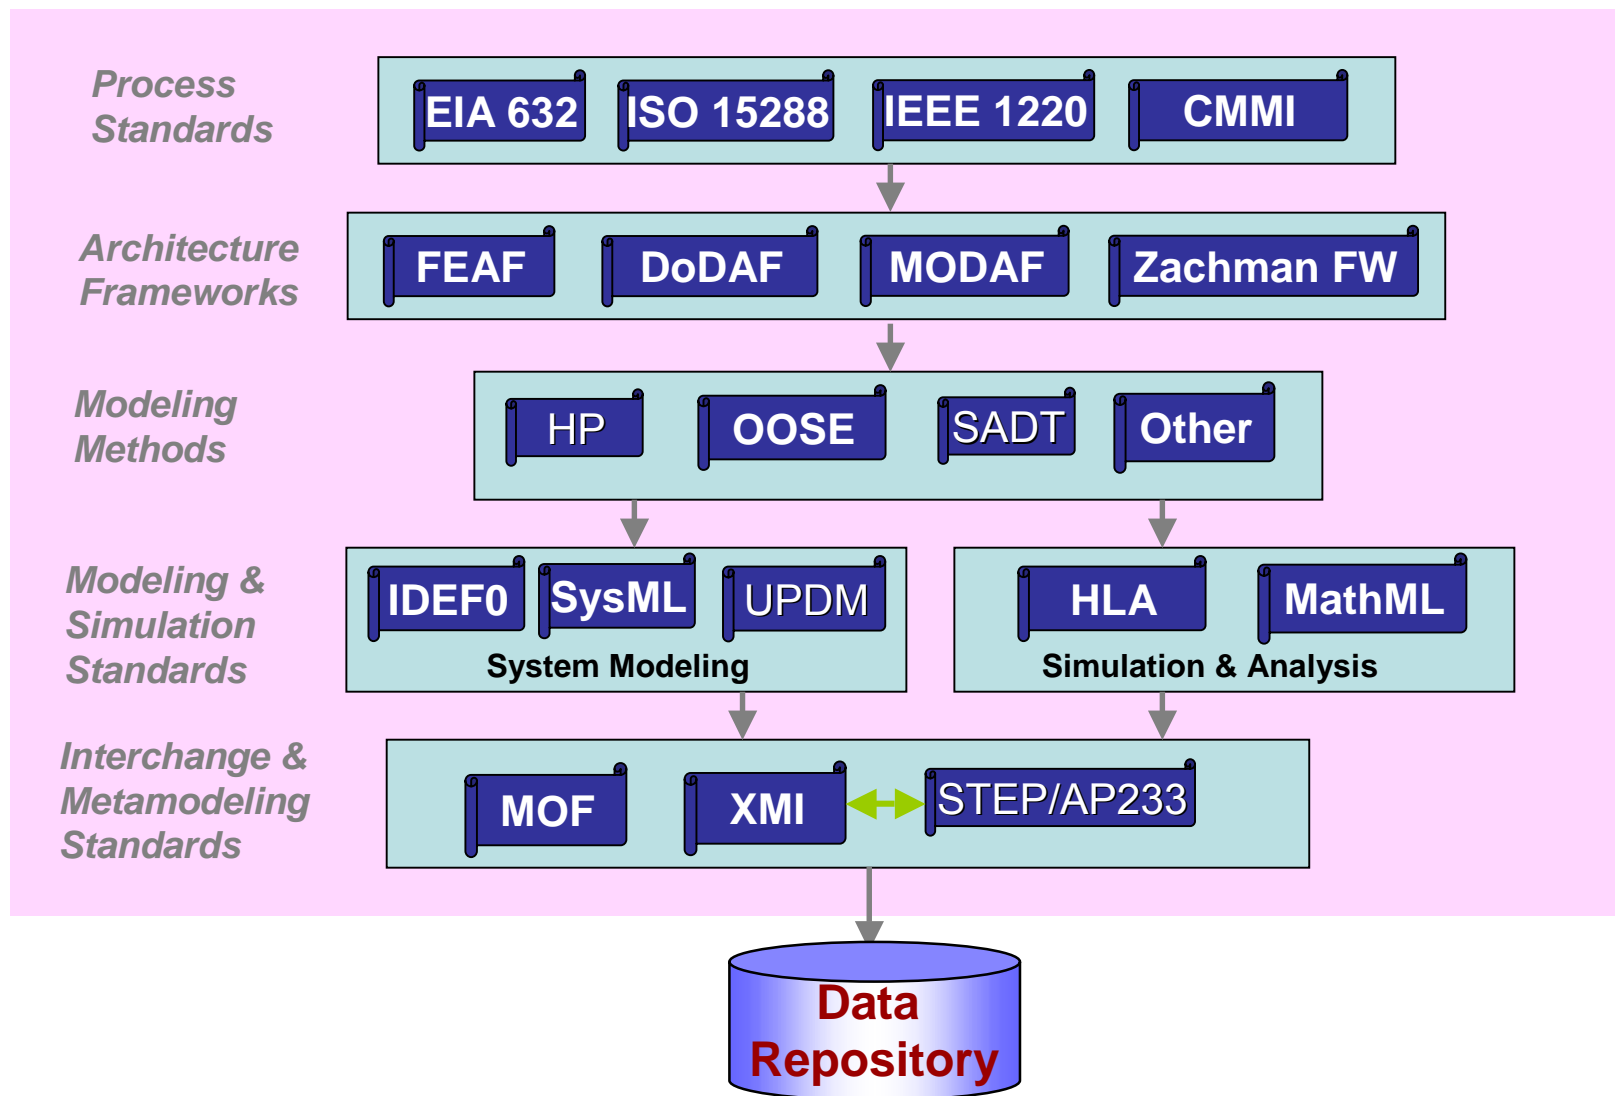 Process
Standards
EIA 632
ISO 15288
IEEE 1220
CMMI
Architecture
Frameworks
FEAF
DoDAF
MODAF
Zachman FW
Modeling
Methods
HP
OOSE
SADT
Other
Modeling &
Simulation
Standards
IDEF0
SysML
UPDM
System Modeling
HLA
MathML
Simulation & Analysis
Interchange &
Metamodeling
Standards
MOF
XMI
STEP/AP233
Data
Repository